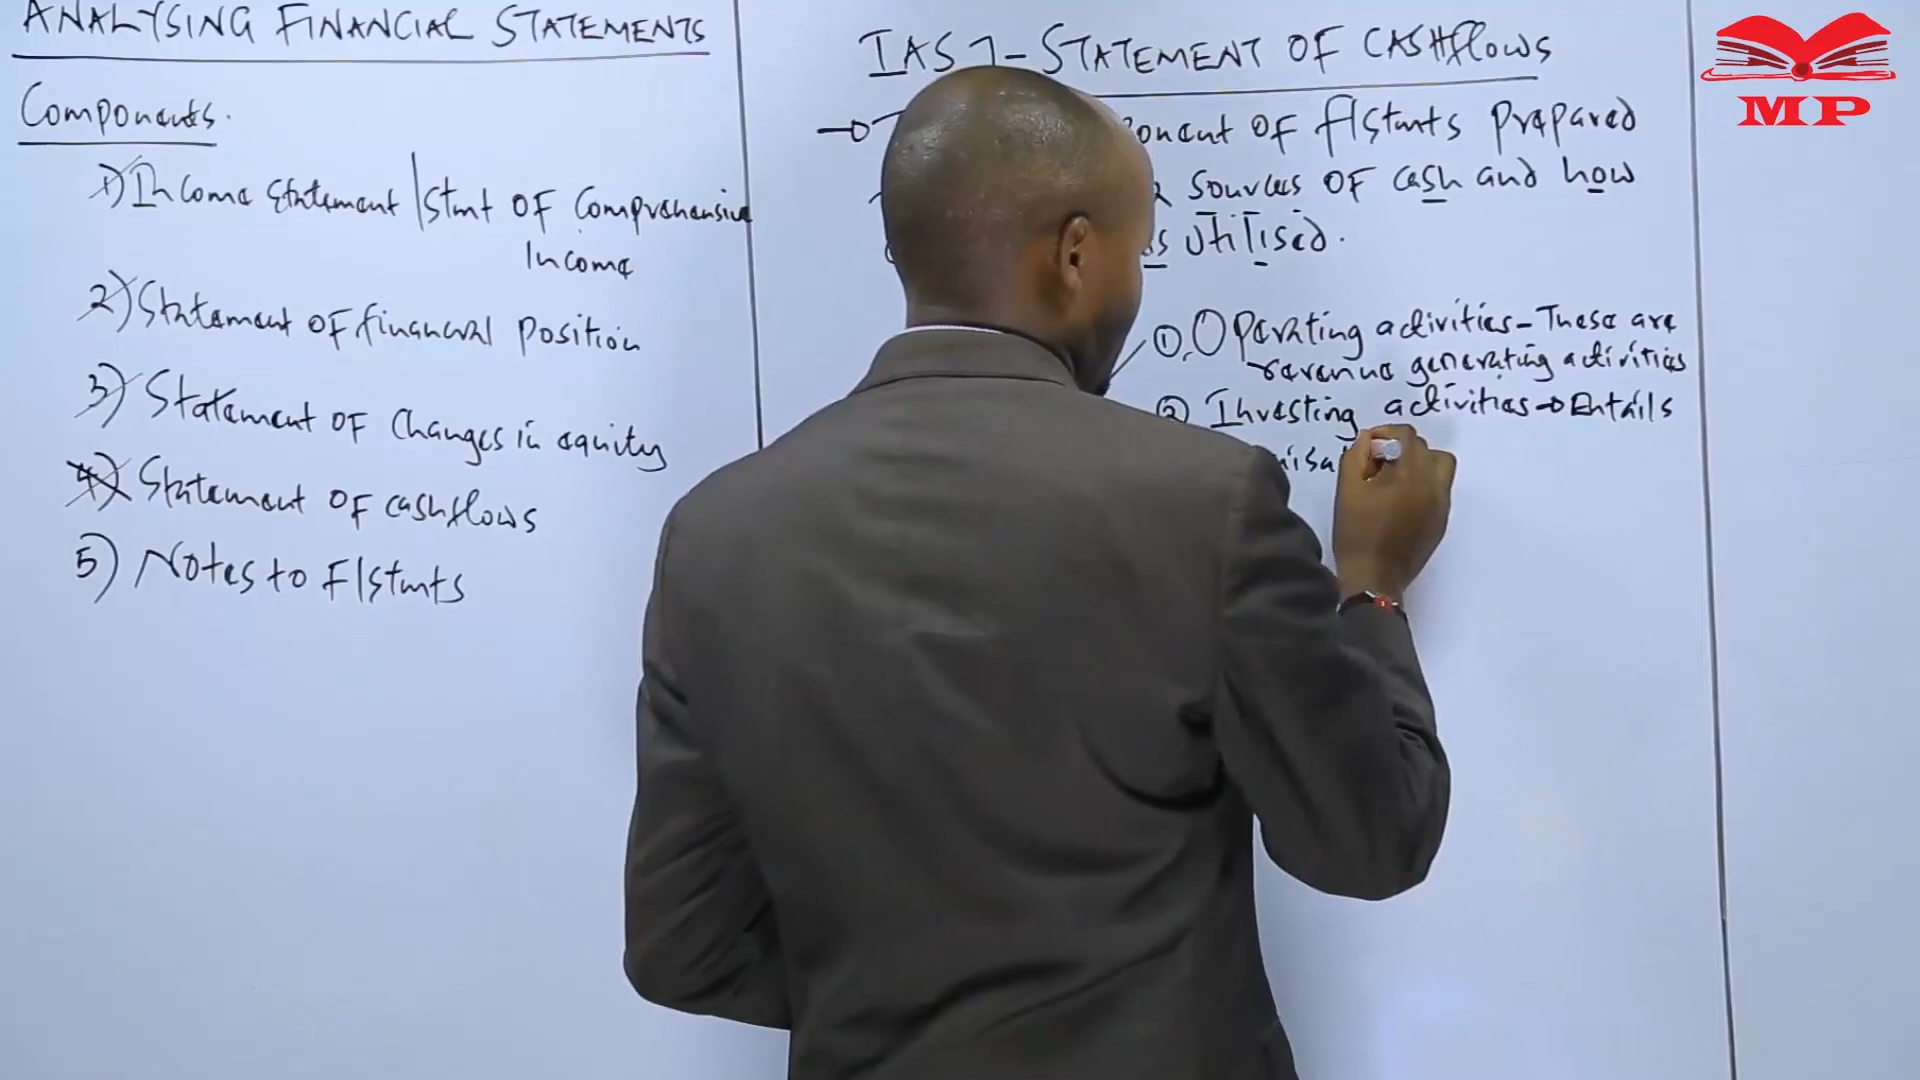 ANALYSING FINANCIAL STATEMENTS
Components.
1) Income Statement | Stmt OF Comprehensive
Income
2) Statement OF financial position
3) Statement OF changes in equity
4) Statement OF cashflows
5) Notes to F|stmts
IAS 7 - STATEMENT OF CASHflows
OF f|stmts prepared
sources OF cash and how
utilised.
①. Operating activities - These are
revenue generating activities
② Investing activities → Entails
MP